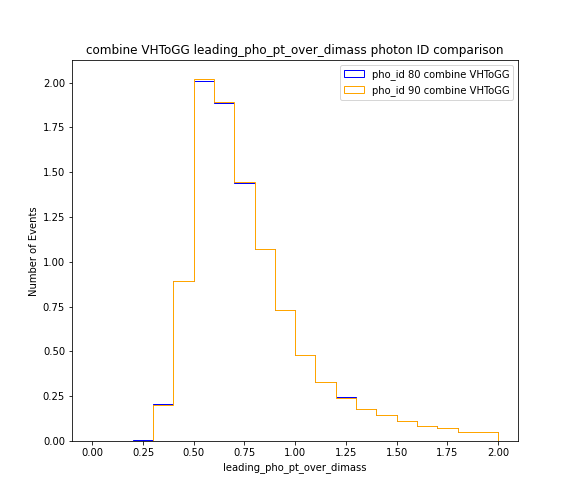 combine VHToGG leading_pho_pt_over_dimass photon ID comparison
pho_id 80 combine VHToGG
pho_id 90 combine VHToGG
Number of Events
2.00
1.75
1.50
1.25
1.00
0.75
0.50
0.25
0.00
0.00 0.25 0.50 0.75 1.00 1.25 1.50 1.75 2.00
leading_pho_pt_over_dimass